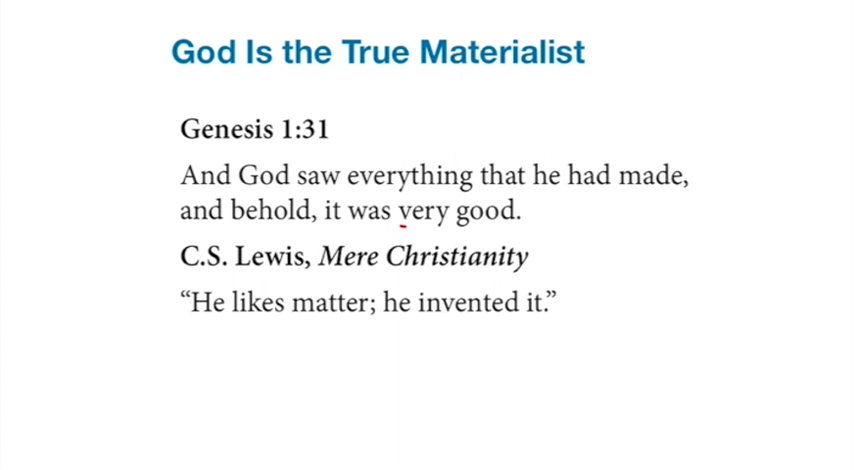 God Is the True Materialist
Genesis 1:31
And God saw everything that he had made,
and behold, it was very good.
C.S. Lewis, Mere Christianity
“He likes matter; he invented it.”